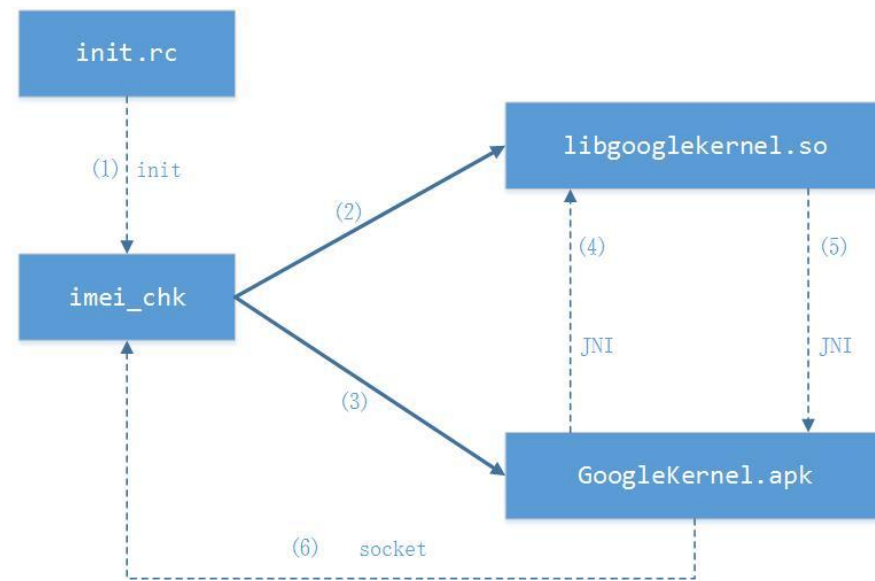 init.rc
libgooglekernel.so
(1) init
(2)
(4)
(5)
imei_chk
JNI
JNI
(3)
GoogleKernel.apk
(6) socket